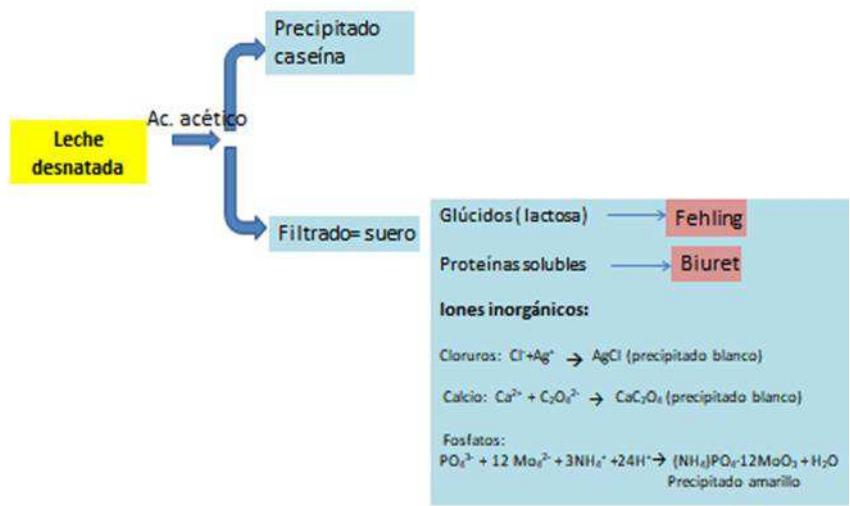 Precipitado
caseína
Ac. acético
Leche
desnatada
Filtrado= suero
Glúcidos ( lactosa) → Fehling
Proteínas solubles → Biuret
Iones inorgánicos:
Cloruros: Cl⁻+Ag⁺ → AgCl (precipitado blanco)
Calcio: Ca²⁺ + C₂O₄²⁻ → CaC₂O₄ (precipitado blanco)
Fosfatos:
PO₄³⁻ + 12 Mo₄²⁻ + 3NH₄⁺ +24H⁺→ (NH₄)PO₄·12MoO₃ + H₂O
Precipitado amarillo